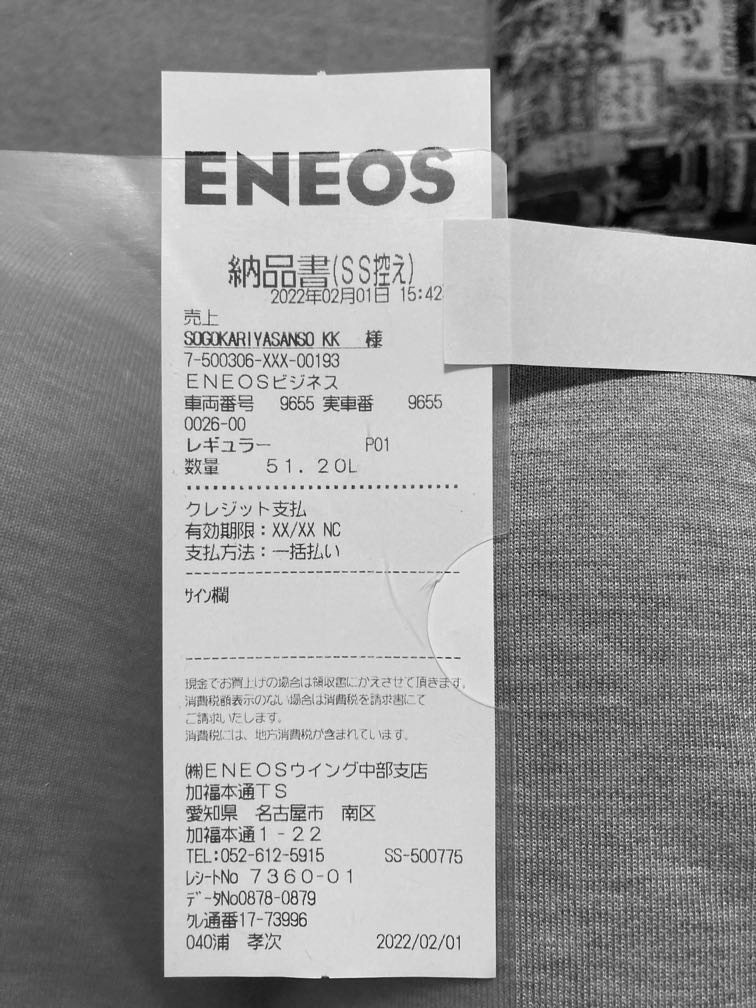 ENEOS
納品書(SS控え)
2022年02月01日 15:42
売上
SOGOKARIYASANSO KK 様
7-500306-XXX-00193
ENEOSビジネス
車両番号 9655 実車番 9655
0026-00
レギュラー P01
数量 51.20L
クレジット支払
有効期限:XX/XX NC
支払方法:一括払い
サイン欄
現金でお買上げの場合は領収書にかえさせて頂きます。
消費税額表示のない場合は消費税を請求書にて
ご請求いたします。
消費税には、地方消費税が含まれています。
㈱ENEOSウイング中部支店
加福本通TS
愛知県 名古屋市 南区
加福本通1-22
TEL:052-612-5915 SS-500775
レシートNo 7360-01
データNo0878-0879
クレ通番17-73996
040浦 孝次 2022/02/01